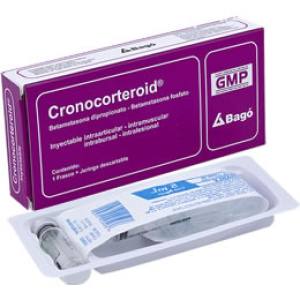 Cronocorteroid®
Betametasona dipropionato - Betametasona fosfato
Inyectable intraarticular - intramuscular
intrabursal - intralesional
Contenido:
1 Frasco + Jeringa descartable
GMP
Bagó